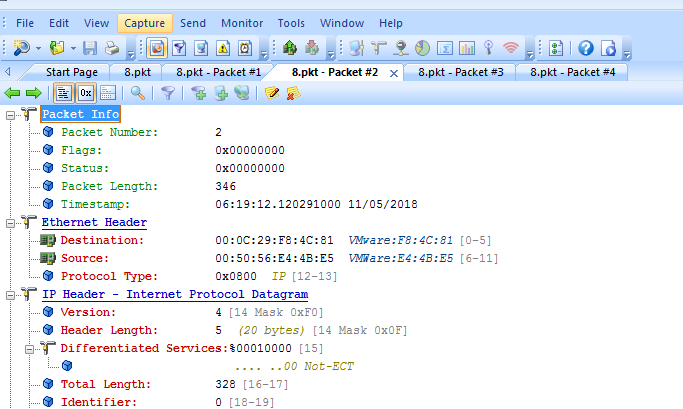 File Edit View Capture Send Monitor Tools Window Help
0x
Start Page 8.pkt 8.pkt - Packet #1 8.pkt - Packet #2 8.pkt - Packet #3 8.pkt - Packet #4
Packet Info
Packet Number: 2
Flags: 0x00000000
Status: 0x00000000
Packet Length: 346
Timestamp: 06:19:12.120291000 11/05/2018
Ethernet Header
Destination: 00:0C:29:F8:4C:81 VMware:F8:4C:81 [0-5]
Source: 00:50:56:E4:4B:E5 VMWare:E4:4B:E5 [6-11]
Protocol Type: 0x0800 IP [12-13]
IP Header - Internet Protocol Datagram
Version: 4 [14 Mask 0xF0]
Header Length: 5 (20 bytes) [14 Mask 0x0F]
Differentiated Services:%00010000 [15]
.... ..00 Not-ECT
Total Length: 328 [16-17]
Identifier: 0 [18-19]